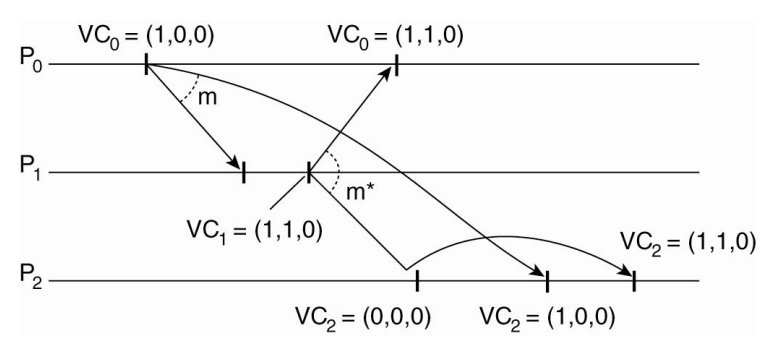 VC0 = (1,0,0) VC0 = (1,1,0)
P0
m
P1
m*
VC1 = (1,1,0)
VC2 = (1,1,0)
P2
VC2 = (0,0,0) VC2 = (1,0,0)